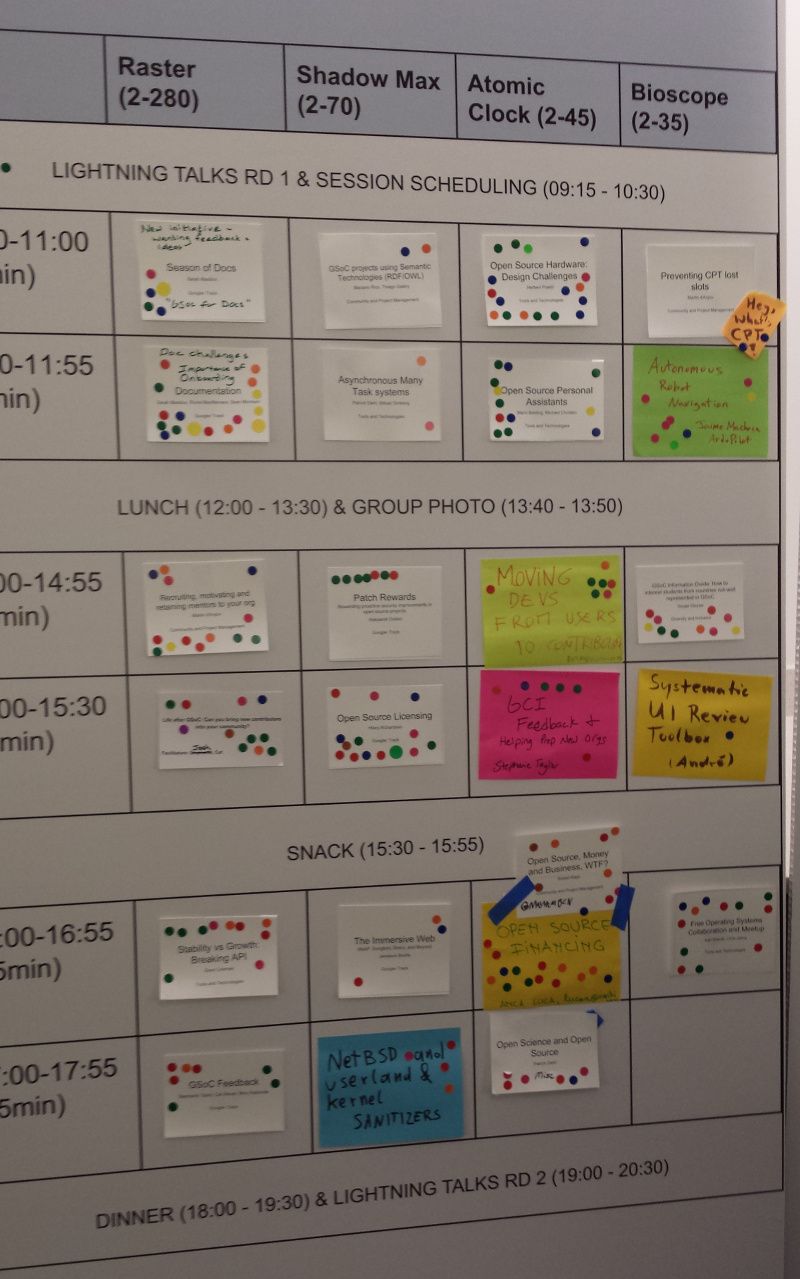 Raster
(2-280)
Shadow Max
(2-70)
Atomic
Clock (2-45)
Bioscope
(2-35)
LIGHTNING TALKS RD 1 & SESSION SCHEDULING (09:15 - 10:30)
0-11:00
in)
New initiative -
wanting feedback +
ideas
Season of Docs
Google Track
"GSoC for Docs"
GSoC projects using Semantic
Technologies (RDF/OWL)
Community and Project Management
Open Source Hardware:
Design Challenges
Tools and Technologies
Preventing CPT lost
slots
Community and Project Management
Hey,
what's
CPT
?
0-11:55
nin)
Doc challenges
Importance of
Onboarding
Documentation
Google Track
Asynchronous Many
Task systems
Tools and Technologies
Open Source Personal
Assistants
Tools and Technologies
Autonomous
Robot
Navigation
Jaime Machuca
ArduPilot
LUNCH (12:00 - 13:30) & GROUP PHOTO (13:40 - 13:50)
00-14:55
min)
Recruiting, motivating and
retaining mentors to your org
Community and Project Management
Patch Rewards
Rewarding proactive security improvements in
open source projects
Google Track
MOVING
DEVS
FROM USERS
TO CONTRIBUTORS
GSoC Information Guide: How to
interest students from countries not well
represented in GSoC
Diversity and Inclusion
00-15:30
min)
Life after GSoC: Can you bring new contributors
into your community?
Josh
Open Source Licensing
Google Track
GCI
Feedback +
Helping Prep New Orgs
Stephanie Taylor
Systematic
UI Review
Toolbox
(André)
SNACK (15:30 - 15:55)
Open Source, Money
and Business, WTF?
Community and Project Management
:00-16:55
5min)
Stability vs Growth:
Breaking API
Tools and Technologies
The Immersive Web
Google Track
OPEN SOURCE
FINANCING
Free Operating Systems
Collaboration and Meetup
Tools and Technologies
:00-17:55
5min)
GSoC Feedback
Google Track
NetBSD and
userland &
kernel
SANITIZERS
Open Science and Open
Source
Misc
DINNER (18:00 - 19:30) & LIGHTNING TALKS RD 2 (19:00 - 20:30)